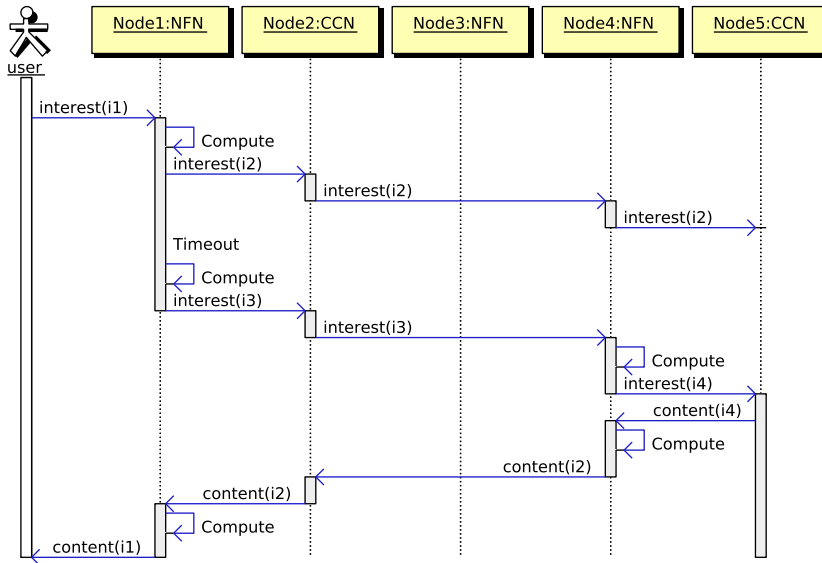 Node1:NFN Node2:CCN Node3:NFN Node4:NFN Node5:CCN
user
interest(i1)
Compute
interest(i2)
interest(i2)
interest(i2)
Timeout
Compute
interest(i3)
interest(i3)
Compute
interest(i4)
content(i4)
Compute
content(i2)
content(i2)
Compute
content(i1)